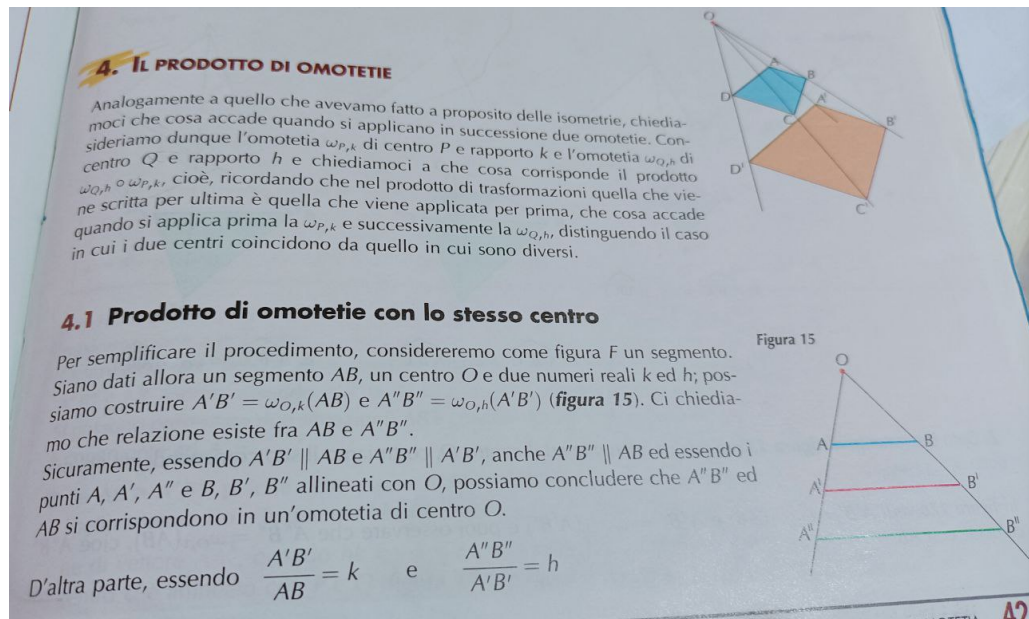 4. IL PRODOTTO DI OMOTETIE
Analogamente a quello che avevamo fatto a proposito delle isometrie, chiedia-
moci che cosa accade quando si applicano in successione due omotetie. Con-
sideriamo dunque l'omotetia ω_{P,k} di centro P e rapporto k e l'omotetia ω_{Q,h} di
centro Q e rapporto h e chiediamoci a che cosa corrisponde il prodotto
ω_{Q,h} ∘ ω_{P,k}, cioè, ricordando che nel prodotto di trasformazioni quella che vie-
ne scritta per ultima è quella che viene applicata per prima, che cosa accade
quando si applica prima la ω_{P,k} e successivamente la ω_{Q,h}, distinguendo il caso
in cui i due centri coincidono da quello in cui sono diversi.
O
A
B
D
C
A'
B'
D'
C'
4.1 Prodotto di omotetie con lo stesso centro
Per semplificare il procedimento, considereremo come figura F un segmento.
Siano dati allora un segmento AB, un centro O e due numeri reali k ed h; pos-
siamo costruire A'B' = ω_{O,k}(AB) e A"B" = ω_{O,h}(A'B') (figura 15). Ci chiedia-
mo che relazione esiste fra AB e A"B".
Sicuramente, essendo A'B' ∥ AB e A"B" ∥ A'B', anche A"B" ∥ AB ed essendo i
punti A, A', A" e B, B', B" allineati con O, possiamo concludere che A"B" ed
AB si corrispondono in un'omotetia di centro O.
D'altra parte, essendo A'B'/AB = k e A"B"/A'B' = h
Figura 15
O
A
B
A'
B'
A"
B"